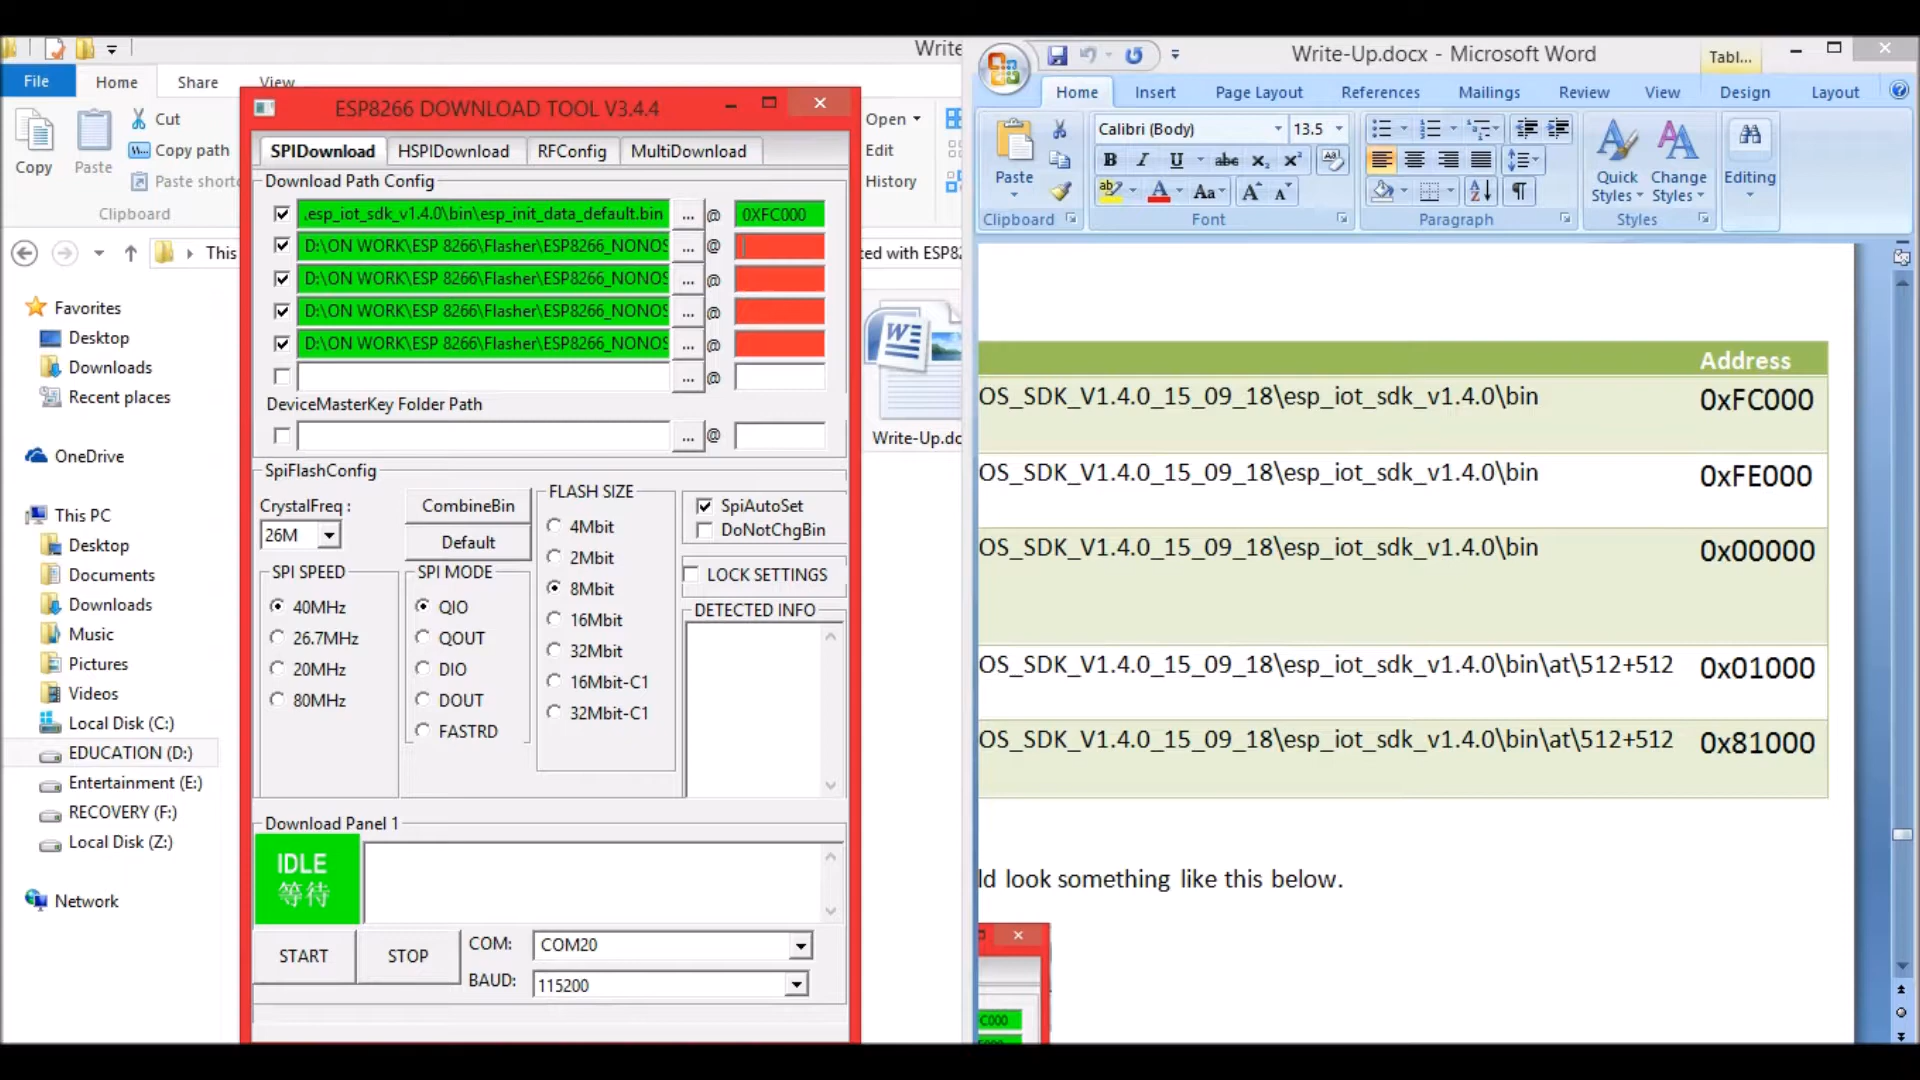 Write
File
Home
Share
View
Copy
Paste
Cut
Copy path
Paste shortc
Clipboard
Open
Edit
History
This
ted with ESP8
Favorites
Desktop
Downloads
Recent places
OneDrive
This PC
Desktop
Documents
Downloads
Music
Pictures
Videos
Local Disk (C:)
EDUCATION (D:)
Entertainment (E:)
RECOVERY (F:)
Local Disk (Z:)
Network
Write-Up.do
ESP8266 DOWNLOAD TOOL V3.4.4
SPIDownload
HSPIDownload
RFConfig
MultiDownload
Download Path Config
.esp_iot_sdk_v1.4.0\bin\esp_init_data_default.bin ... @ 0XFC000
D:\ON WORK\ESP 8266\Flasher\ESP8266_NONOS ... @
D:\ON WORK\ESP 8266\Flasher\ESP8266_NONOS ... @
D:\ON WORK\ESP 8266\Flasher\ESP8266_NONOS ... @
D:\ON WORK\ESP 8266\Flasher\ESP8266_NONOS ... @
... @
DeviceMasterKey Folder Path
... @
SpiFlashConfig
CrystalFreq :
26M
CombineBin
Default
SPI SPEED
40MHz
26.7MHz
20MHz
80MHz
SPI MODE
QIO
QOUT
DIO
DOUT
FASTRD
FLASH SIZE
4Mbit
2Mbit
8Mbit
16Mbit
32Mbit
16Mbit-C1
32Mbit-C1
SpiAutoSet
DoNotChgBin
LOCK SETTINGS
DETECTED INFO
Download Panel 1
IDLE
等待
START
STOP
COM:
COM20
BAUD:
115200
Write-Up.docx - Microsoft Word
Tabl...
Home
Insert
Page Layout
References
Mailings
Review
View
Design
Layout
Paste
Clipboard
Calibri (Body)
13.5
Font
Paragraph
Quick
Styles
Change
Styles
Styles
Editing
Address
OS_SDK_V1.4.0_15_09_18\esp_iot_sdk_v1.4.0\bin 0xFC000
OS_SDK_V1.4.0_15_09_18\esp_iot_sdk_v1.4.0\bin 0xFE000
OS_SDK_V1.4.0_15_09_18\esp_iot_sdk_v1.4.0\bin 0x00000
OS_SDK_V1.4.0_15_09_18\esp_iot_sdk_v1.4.0\bin\at\512+512 0x01000
OS_SDK_V1.4.0_15_09_18\esp_iot_sdk_v1.4.0\bin\at\512+512 0x81000
ld look something like this below.
FC000